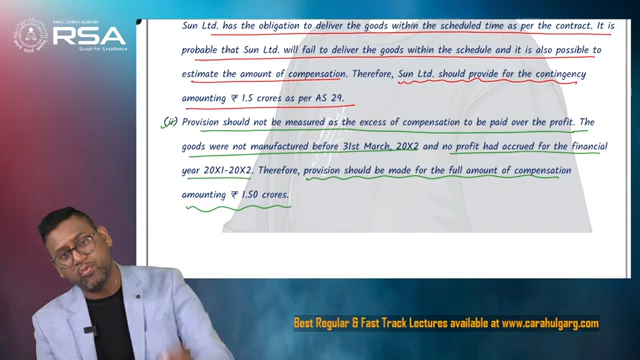 RAHUL GARG ACADEMY
RSA
Quest For Excellence
Sun Ltd. has the obligation to deliver the goods within the scheduled time as per the contract. It is
probable that Sun Ltd. will fail to deliver the goods within the schedule and it is also possible to
estimate the amount of compensation. Therefore, Sun Ltd. should provide for the contingency
amounting ₹ 1.5 crores as per AS 29.
(ii) Provision should not be measured as the excess of compensation to be paid over the profit. The
goods were not manufactured before 31st March, 20X2 and no profit had accrued for the financial
year 20X1-20X2. Therefore, provision should be made for the full amount of compensation
amounting ₹ 1.50 crores.
Best Regular & Fast Track Lectures available at www.carahulgarg.com